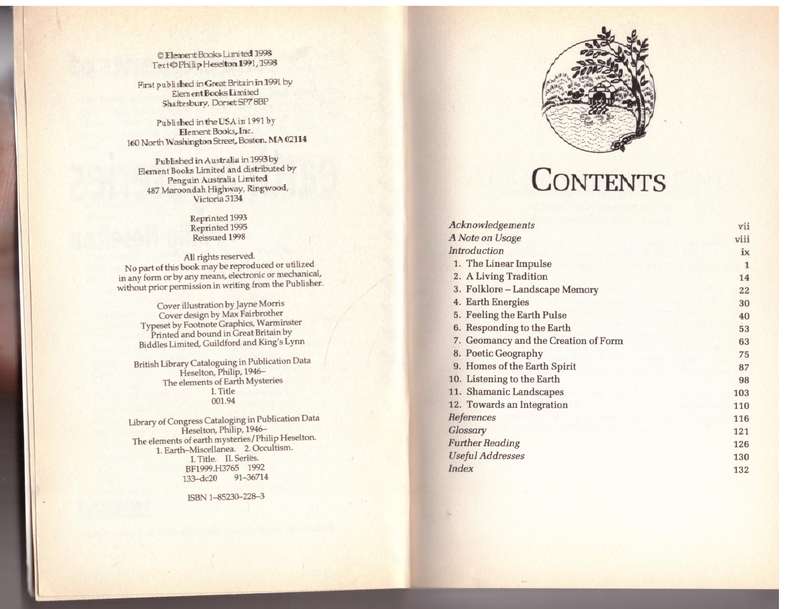 © Element Books Limited 1998
Text © Philip Heselton 1991, 1998
First published in Great Britain in 1991 by
Element Books Limited
Shaftesbury, Dorset SP7 8BP
Published in the USA in 1991 by
Element Books, Inc.
160 North Washington Street, Boston, MA 02114
Published in Australia in 1993 by
Element Books Limited and distributed by
Penguin Australia Limited
487 Maroondah Highway, Ringwood,
Victoria 3134
Reprinted 1993
Reprinted 1995
Reissued 1998
All rights reserved.
No part of this book may be reproduced or utilized
in any form or by any means, electronic or mechanical,
without prior permission in writing from the Publisher.
Cover illustration by Jayne Morris
Cover design by Max Fairbrother
Typeset by Footnote Graphics, Warminster
Printed and bound in Great Britain by
Biddles Limited, Guildford and King's Lynn
British Library Cataloguing in Publication Data
Heselton, Philip, 1946–
The elements of Earth Mysteries
I. Title
001.94
Library of Congress Cataloging in Publication Data
Heselton, Philip, 1946–
The elements of earth mysteries/Philip Heselton.
1. Earth–Miscellanea. 2. Occultism.
I. Title. II. Series.
BF1999.H3765 1992
133–dc20 91–36714
ISBN 1–85230–228–3
CONTENTS
Acknowledgements vii
A Note on Usage viii
Introduction ix
1. The Linear Impulse 1
2. A Living Tradition 14
3. Folklore – Landscape Memory 22
4. Earth Energies 30
5. Feeling the Earth Pulse 40
6. Responding to the Earth 53
7. Geomancy and the Creation of Form 63
8. Poetic Geography 75
9. Homes of the Earth Spirit 87
10. Listening to the Earth 98
11. Shamanic Landscapes 103
12. Towards an Integration 110
References 116
Glossary 121
Further Reading 126
Useful Addresses 130
Index 132